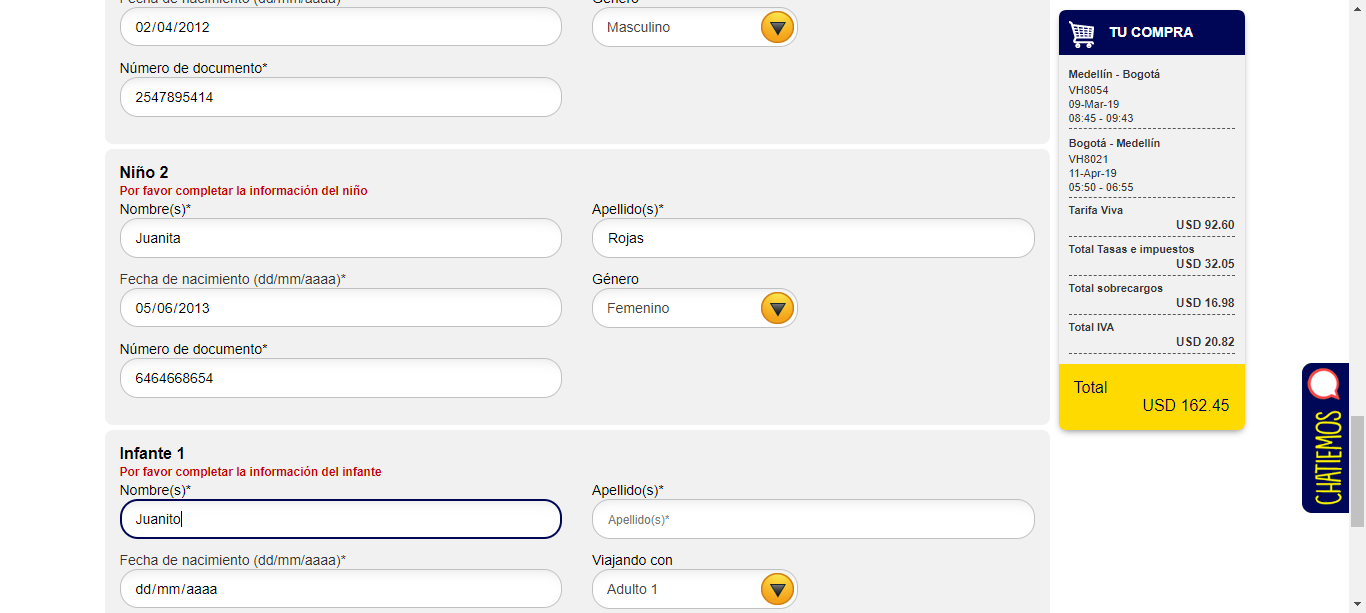 Fecha de nacimiento (dd/mm/aaaa)*
Género
02/04/2012
Masculino
Número de documento*
2547895414
Niño 2
Por favor completar la información del niño
Nombre(s)*
Apellido(s)*
Juanita
Rojas
Fecha de nacimiento (dd/mm/aaaa)*
Género
05/06/2013
Femenino
Número de documento*
6464668654
Infante 1
Por favor completar la información del infante
Nombre(s)*
Apellido(s)*
Juanito
Apellido(s)*
Fecha de nacimiento (dd/mm/aaaa)*
Viajando con
dd/mm/aaaa
Adulto 1
TU COMPRA
Medellín - Bogotá
VH8054
09-Mar-19
08:45 - 09:43
Bogotá - Medellín
VH8021
11-Apr-19
05:50 - 06:55
Tarifa Viva
USD 92.60
Total Tasas e impuestos
USD 32.05
Total sobrecargos
USD 16.98
Total IVA
USD 20.82
Total
USD 162.45
CHATIEMOS